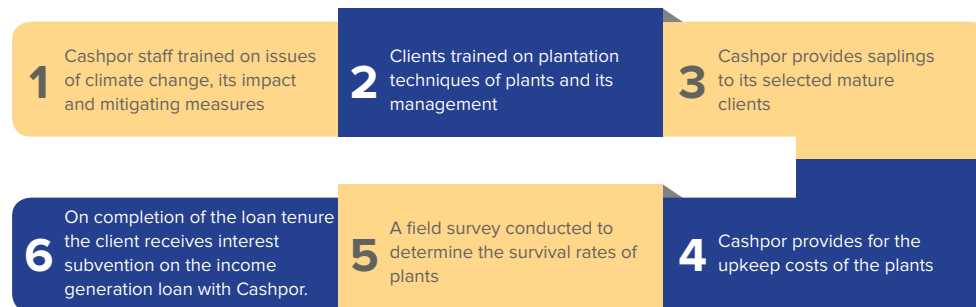 1
Cashpor staff trained on issues
of climate change, its impact
and mitigating measures
2
Clients trained on plantation
techniques of plants and its
management
3
Cashpor provides saplings
to its selected mature
clients
4
Cashpor provides for the
upkeep costs of the plants
5
A field survey conducted to
determine the survival rates of
plants
6
On completion of the loan tenure
the client receives interest
subvention on the income
generation loan with Cashpor.